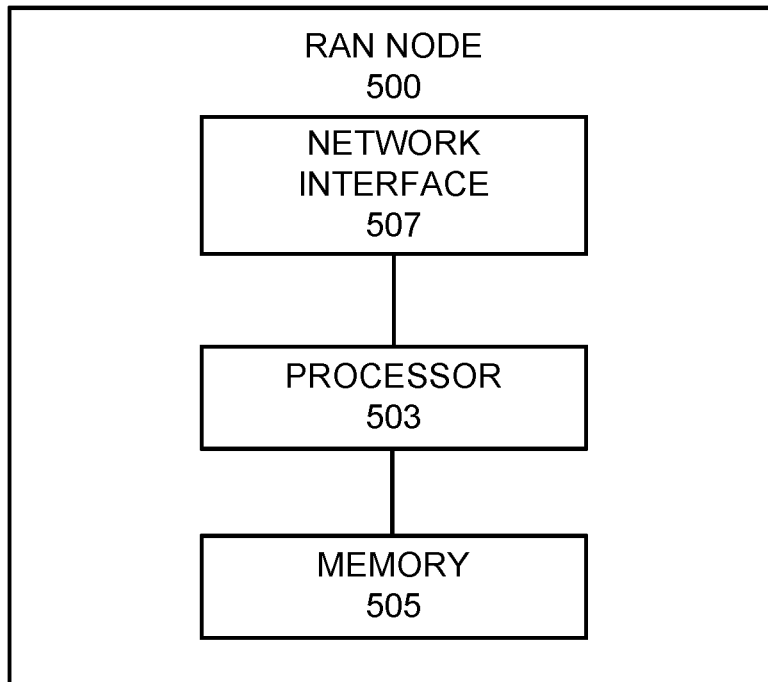 RAN NODE
500
NETWORK
INTERFACE
507
PROCESSOR
503
MEMORY
505